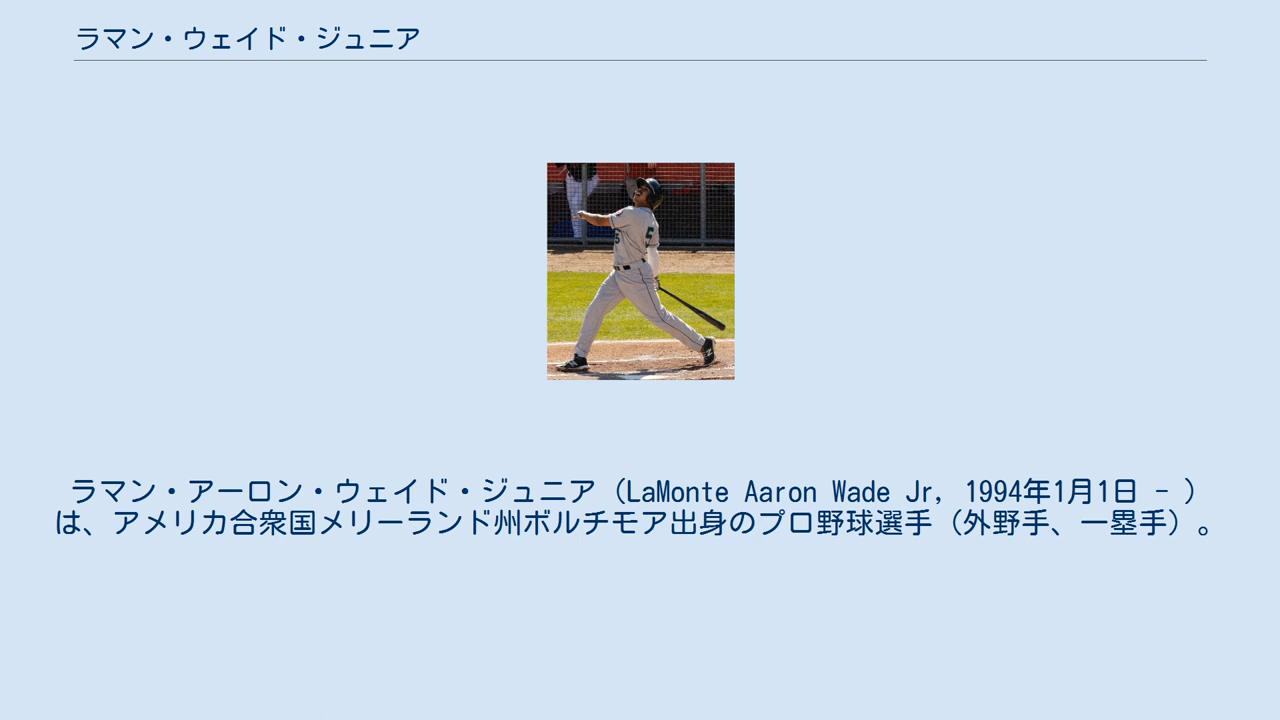 ラマン・ウェイド・ジュニア
5
5
ラマン・アーロン・ウェイド・ジュニア（LaMonte Aaron Wade Jr, 1994年1月1日 - ）
は、アメリカ合衆国メリーランド州ボルチモア出身のプロ野球選手（外野手、一塁手）。